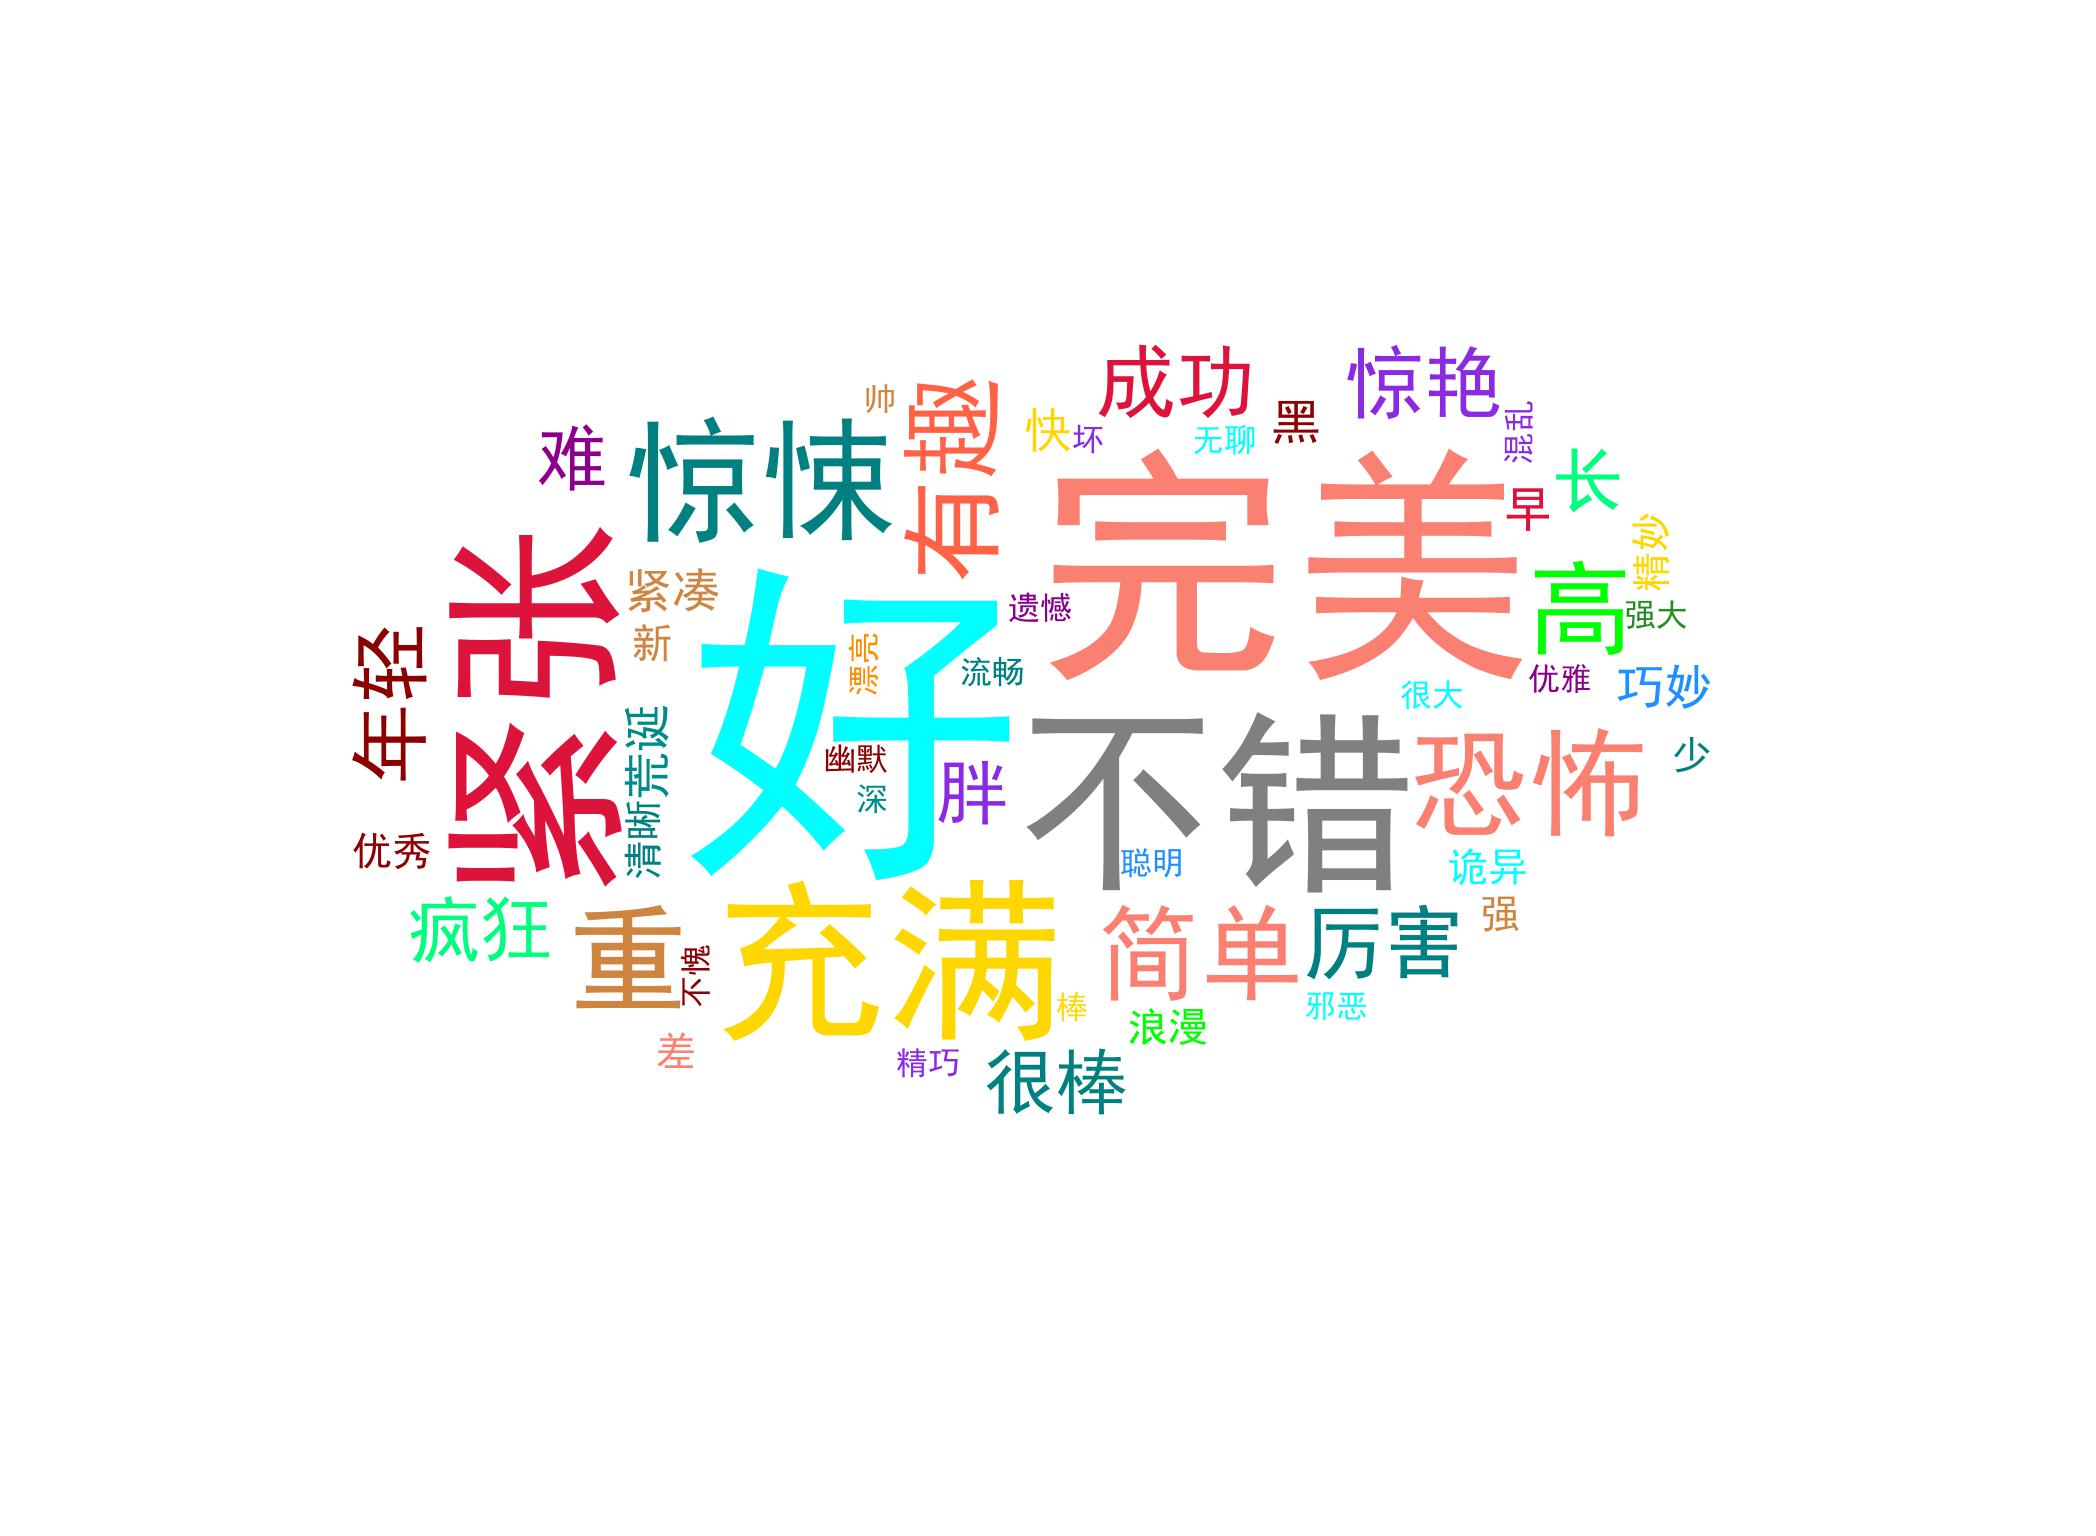 成功
惊艳
帅
有趣
快
坏
无聊
黑
混乱
难
惊悚
完美
早
长
紧张
紧凑
新
好
遗憾
精妙
高
强大
年轻
漂亮
流畅
很大
优雅
巧妙
荒诞
清晰
幽默
深
胖
不错
恐怖
少
优秀
聪明
诡异
疯狂
重
不愧
充满
棒
简单
厉害
强
邪恶
浪漫
差
精巧
很棒